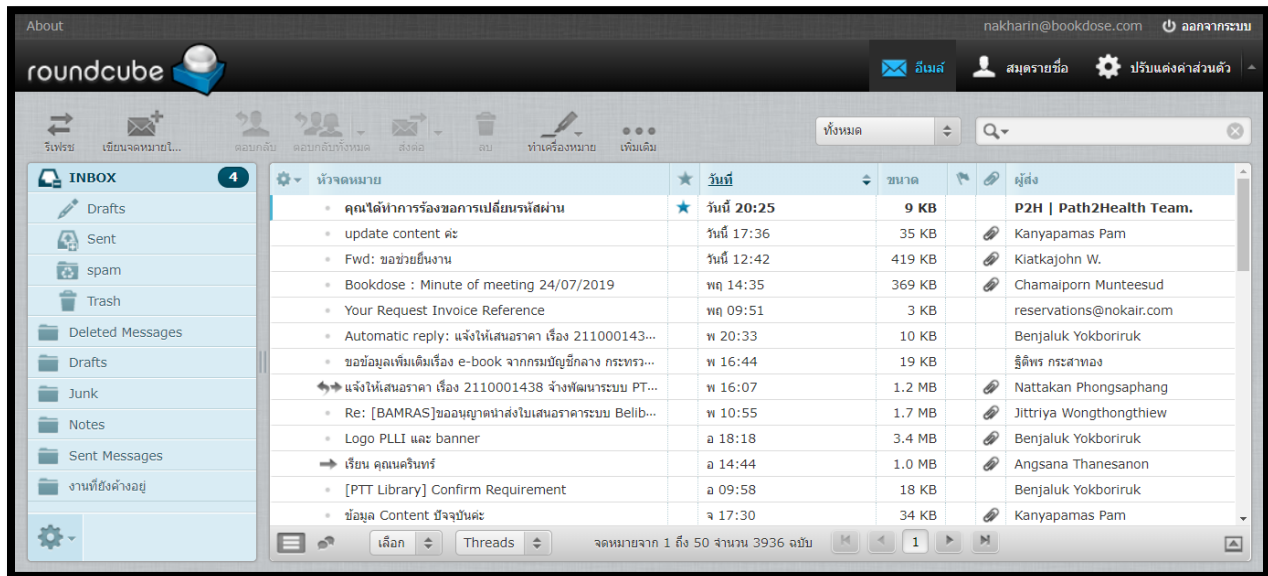 About nakharin@bookdose.com ออกจากระบบ
roundcube อีเมล์ สมุดรายชื่อ ปรับแต่งค่าส่วนตัว
รีเฟรช เขียนจดหมายใ... ตอบกลับ ตอบกลับทั้งหมด ส่งต่อ ลบ ทำเครื่องหมาย เพิ่มเติม ทั้งหมด
INBOX 4
Drafts
Sent
spam
Trash
Deleted Messages
Drafts
Junk
Notes
Sent Messages
งานที่ยังค้างอยู่
หัวจดหมาย วันที่ ขนาด ผู้ส่ง
คุณได้ทำการร้องขอการเปลี่ยนรหัสผ่าน วันนี้ 20:25 9 KB P2H | Path2Health Team.
update content ค่ะ วันนี้ 17:36 35 KB Kanyapamas Pam
Fwd: ขอช่วยยื่นงาน วันนี้ 12:42 419 KB Kiatkajohn W.
Bookdose : Minute of meeting 24/07/2019 พฤ 14:35 369 KB Chamaiporn Munteesud
Your Request Invoice Reference พฤ 09:51 3 KB reservations@nokair.com
Automatic reply: แจ้งให้เสนอราคา เรื่อง 211000143... พ 20:33 10 KB Benjaluk Yokboriruk
ขอข้อมูลเพิ่มเติมเรื่อง e-book จากกรมบัญชีกลาง กระทรว... พ 16:44 19 KB ฐิติพร กระสาทอง
แจ้งให้เสนอราคา เรื่อง 2110001438 จ้างพัฒนาระบบ PT... พ 16:07 1.2 MB Nattakan Phongsaphang
Re: [BAMRAS]ขออนุญาตนำส่งใบเสนอราคาระบบ Belib... พ 10:55 1.7 MB Jittriya Wongthongthiew
Logo PLLI และ banner อ 18:18 3.4 MB Benjaluk Yokboriruk
เรียน คุณนครินทร์ อ 14:44 1.0 MB Angsana Thanesanon
[PTT Library] Confirm Requirement อ 09:58 18 KB Benjaluk Yokboriruk
ข้อมูล Content ปัจจุบันค่ะ จ 17:30 34 KB Kanyapamas Pam
เลือก Threads จดหมายจาก 1 ถึง 50 จำนวน 3936 ฉบับ 1